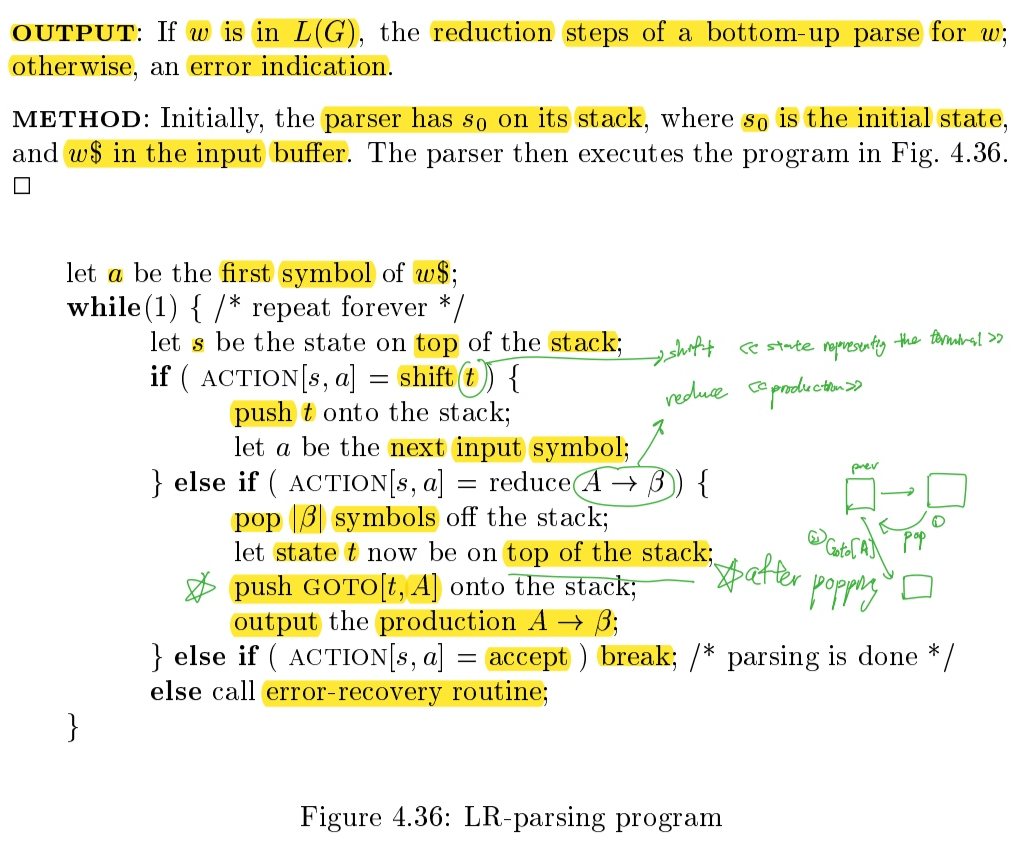 OUTPUT: If w is in L(G), the reduction steps of a bottom-up parse for w;
otherwise, an error indication.
METHOD: Initially, the parser has s₀ on its stack, where s₀ is the initial state,
and w$ in the input buffer. The parser then executes the program in Fig. 4.36.
□
let a be the first symbol of w$;
while(1) { /* repeat forever */
let s be the state on top of the stack;
shift << state representing the terminal >>
if ( ACTION[s, a] = shift t ) {
reduce << production >>
push t onto the stack;
let a be the next input symbol;
} else if ( ACTION[s, a] = reduce A → β ) {
prev
pop |β| symbols off the stack;
① pop
let state t now be on top of the stack;
② Goto[A]
☆ after popping
☆ push GOTO[t, A] onto the stack;
output the production A → β;
} else if ( ACTION[s, a] = accept ) break; /* parsing is done */
else call error-recovery routine;
}
Figure 4.36: LR-parsing program